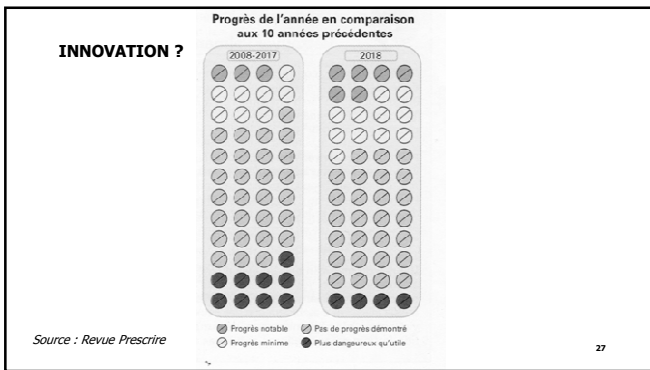 Progrès de l'année en comparaison
aux 10 années précédentes
INNOVATION ?
2008-2017
2018
Progrès notable
Pas de progrès démontré
Progrès minime
Plus dangeureux qu'utile
Source : Revue Prescrire
27